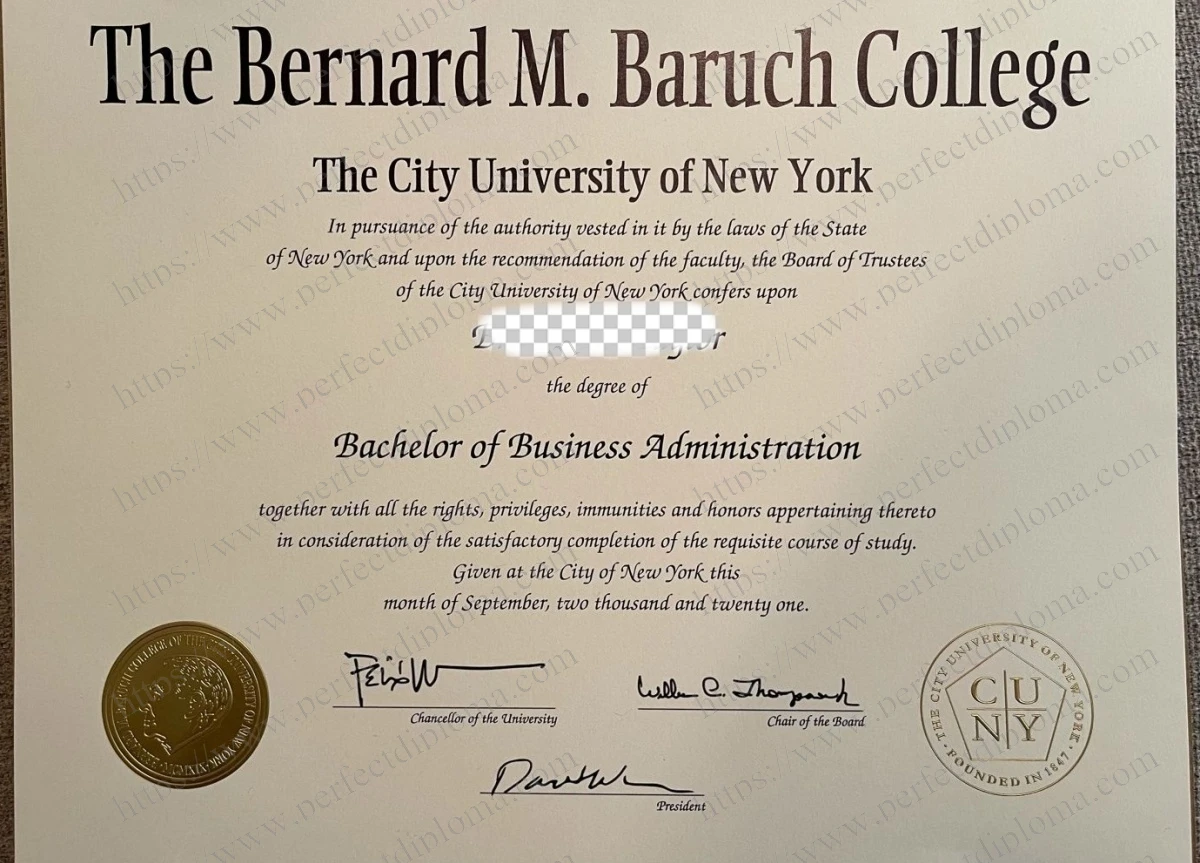 The Bernard M. Baruch College
The City University of New York
In pursuance of the authority vested in it by the laws of the State
of New York and upon the recommendation of the faculty, the Board of Trustees
of the City University of New York confers upon
the degree of
Bachelor of Business Administration
together with all the rights, privileges, immunities and honors appertaining thereto
in consideration of the satisfactory completion of the requisite course of study.
Given at the City of New York this
month of September, two thousand and twenty one.
Chancellor of the University
Chair of the Board
President
THE CITY UNIVERSITY OF NEW YORK · FOUNDED IN 1847 ·
CU
NY
https://www.perfectdiploma.com